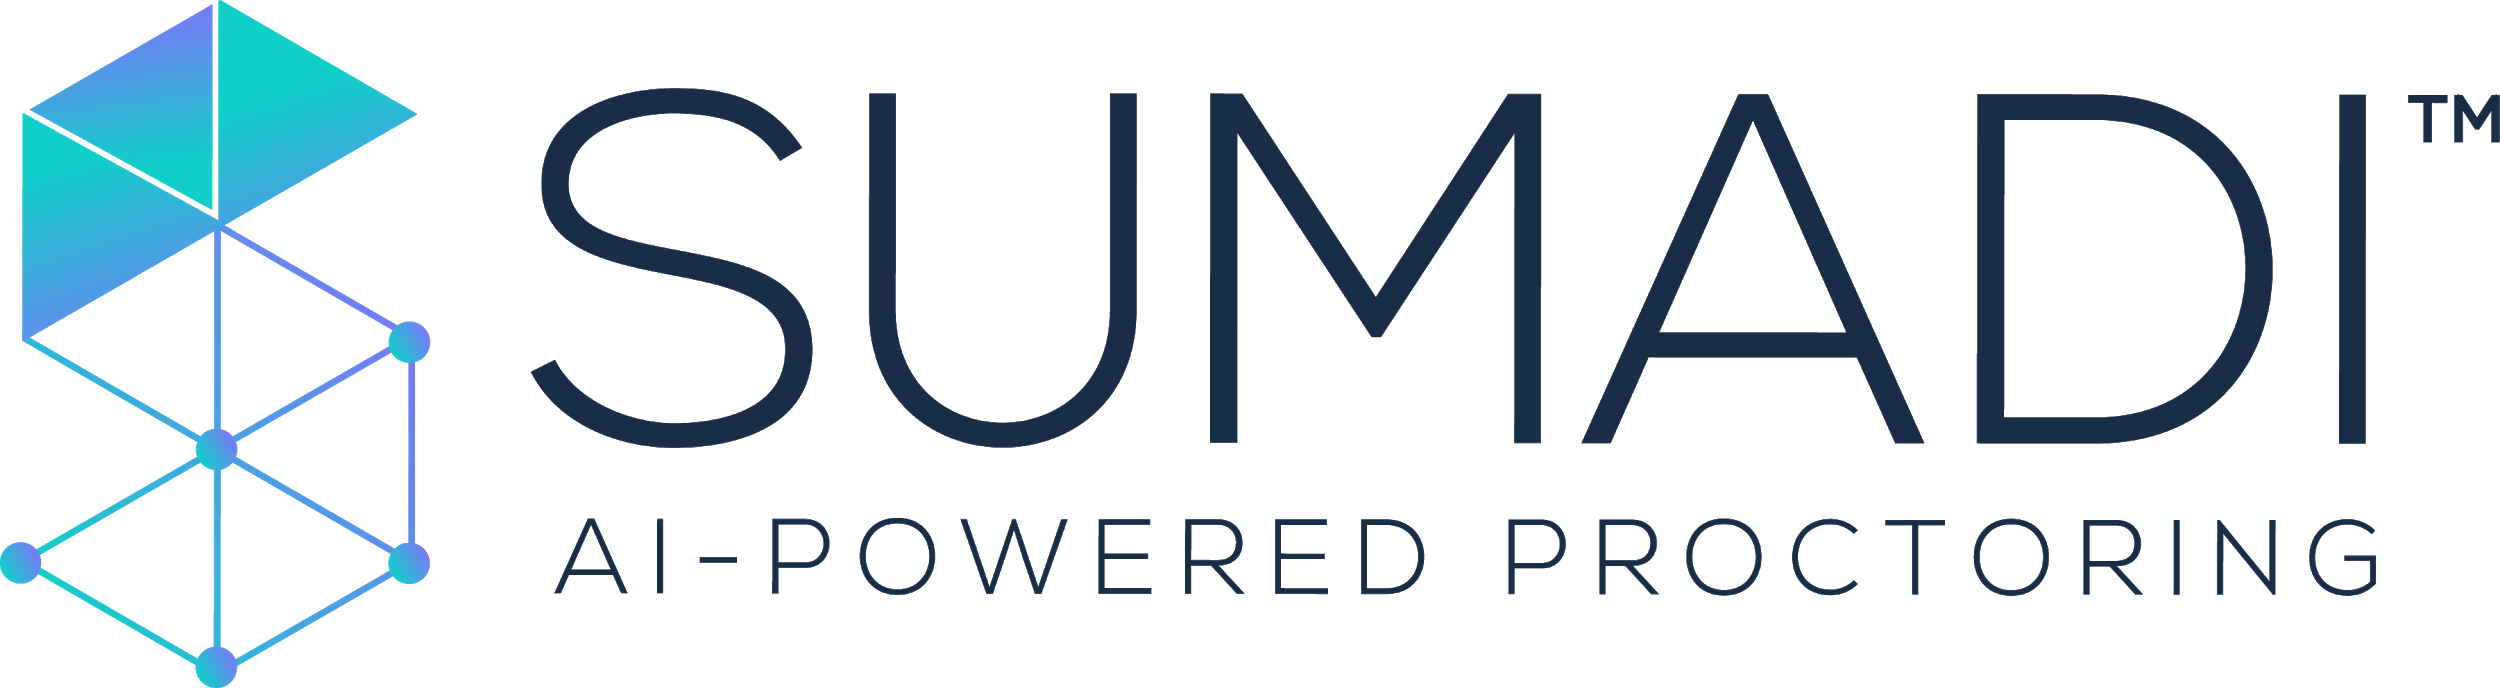 SUMADI™
AI-POWERED PROCTORING